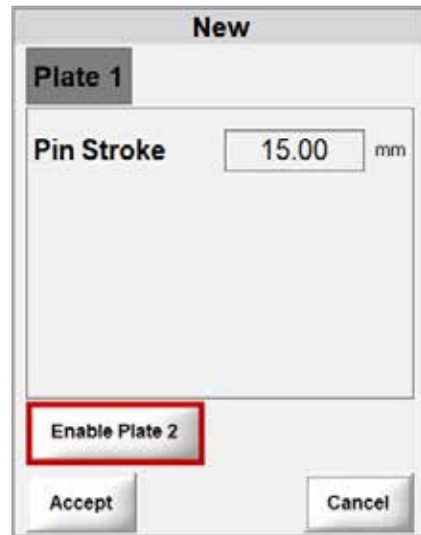 New
Plate 1
Pin Stroke 15.00 mm
Enable Plate 2
Accept Cancel